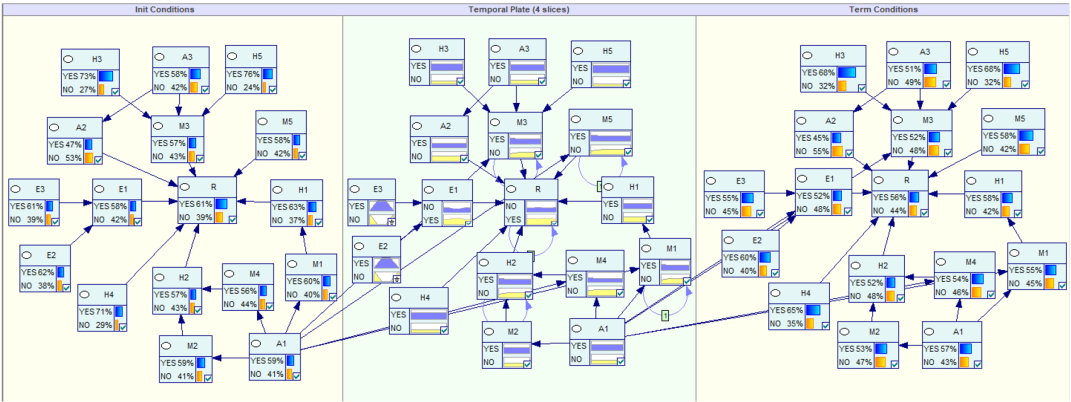 Init Conditions
Temporal Plate (4 slices)
Term Conditions
H3
YES 73%
NO 27%
A3
YES 58%
NO 42%
H5
YES 76%
NO 24%
A2
YES 47%
NO 53%
M3
YES 57%
NO 43%
M5
YES 58%
NO 42%
E3
YES 61%
NO 39%
E1
YES 58%
NO 42%
R
YES 61%
NO 39%
H1
YES 63%
NO 37%
E2
YES 62%
NO 38%
H4
YES 71%
NO 29%
H2
YES 57%
NO 43%
M4
YES 56%
NO 44%
M1
YES 60%
NO 40%
M2
YES 59%
NO 41%
A1
YES 59%
NO 41%
H3
YES
NO
A3
YES
NO
H5
YES
NO
A2
YES
NO
M3
YES
NO
M5
YES
NO
E3
YES
NO
E1
NO
YES
R
NO
YES
H1
YES
NO
1
E2
YES
NO
H2
YES
NO
M4
YES
NO
M1
YES
NO
1
H4
YES
NO
M2
YES
NO
A1
YES
NO
H3
YES 68%
NO 32%
A3
YES 51%
NO 49%
H5
YES 68%
NO 32%
A2
YES 45%
NO 55%
M3
YES 52%
NO 48%
M5
YES 58%
NO 42%
E3
YES 55%
NO 45%
E1
YES 52%
NO 48%
R
YES 56%
NO 44%
H1
YES 58%
NO 42%
E2
YES 60%
NO 40%
H4
YES 65%
NO 35%
H2
YES 52%
NO 48%
M4
YES 54%
NO 46%
M1
YES 55%
NO 45%
M2
YES 53%
NO 47%
A1
YES 57%
NO 43%